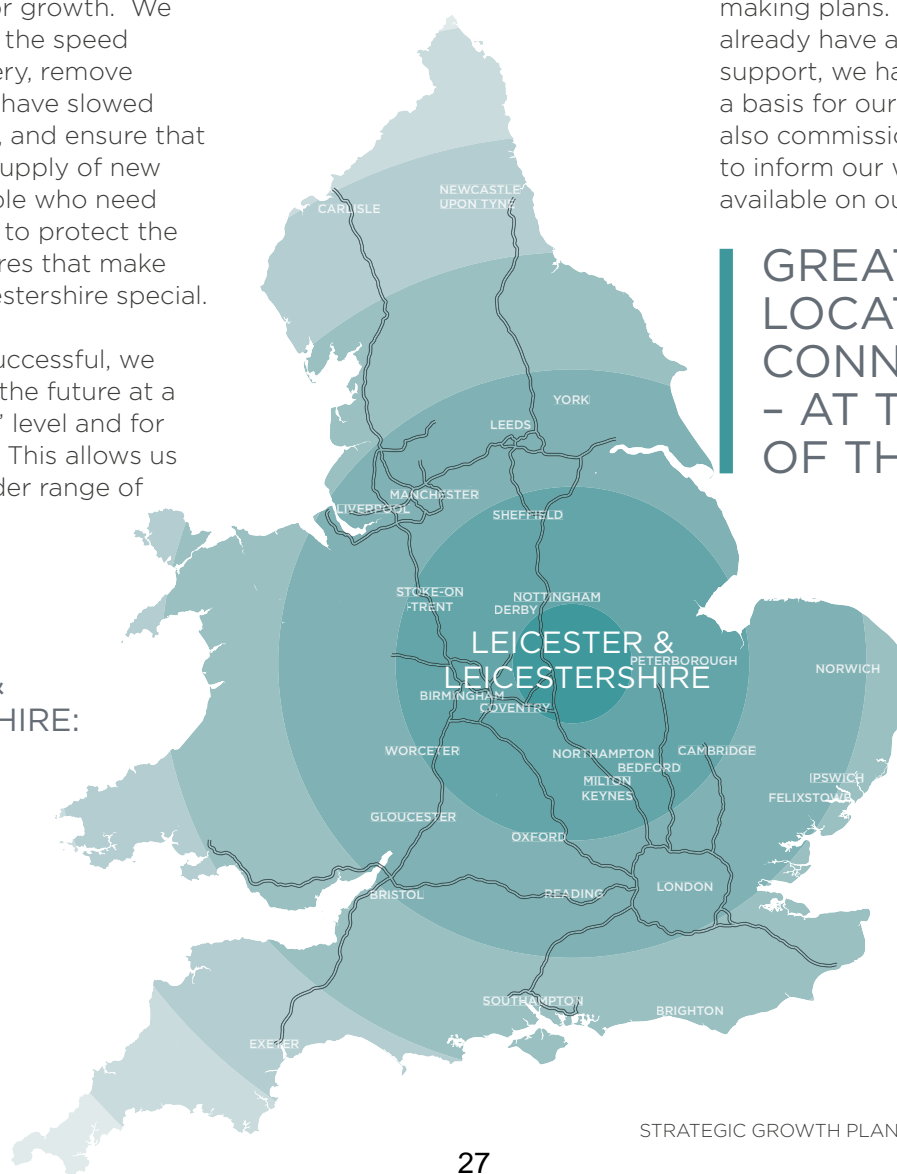 or growth. We
the speed
ery, remove
have slowed
, and ensure that
supply of new
ple who need
to protect the
res that make
estershire special.
uccessful, we
the future at a
’ level and for
This allows us
der range of
&
HIRE:
making plans.
already have a
support, we ha
a basis for our
also commissio
to inform our w
available on ou
GREAT
LOCAT
CONN
– AT T
OF TH
CARLISLE
NEWCASTLE
UPON TYNE
YORK
LEEDS
MANCHESTER
LIVERPOOL
SHEFFIELD
STOKE-ON
-TRENT
NOTTINGHAM
DERBY
LEICESTER &
LEICESTERSHIRE
PETERBOROUGH
NORWICH
BIRMINGHAM
COVENTRY
WORCETER
NORTHAMPTON
CAMBRIDGE
BEDFORD
MILTON
KEYNES
IPSWICH
FELIXSTOWE
GLOUCESTER
OXFORD
BRISTOL
READING
LONDON
SOUTHAMPTON
BRIGHTON
EXETER
STRATEGIC GROWTH PLAN
27